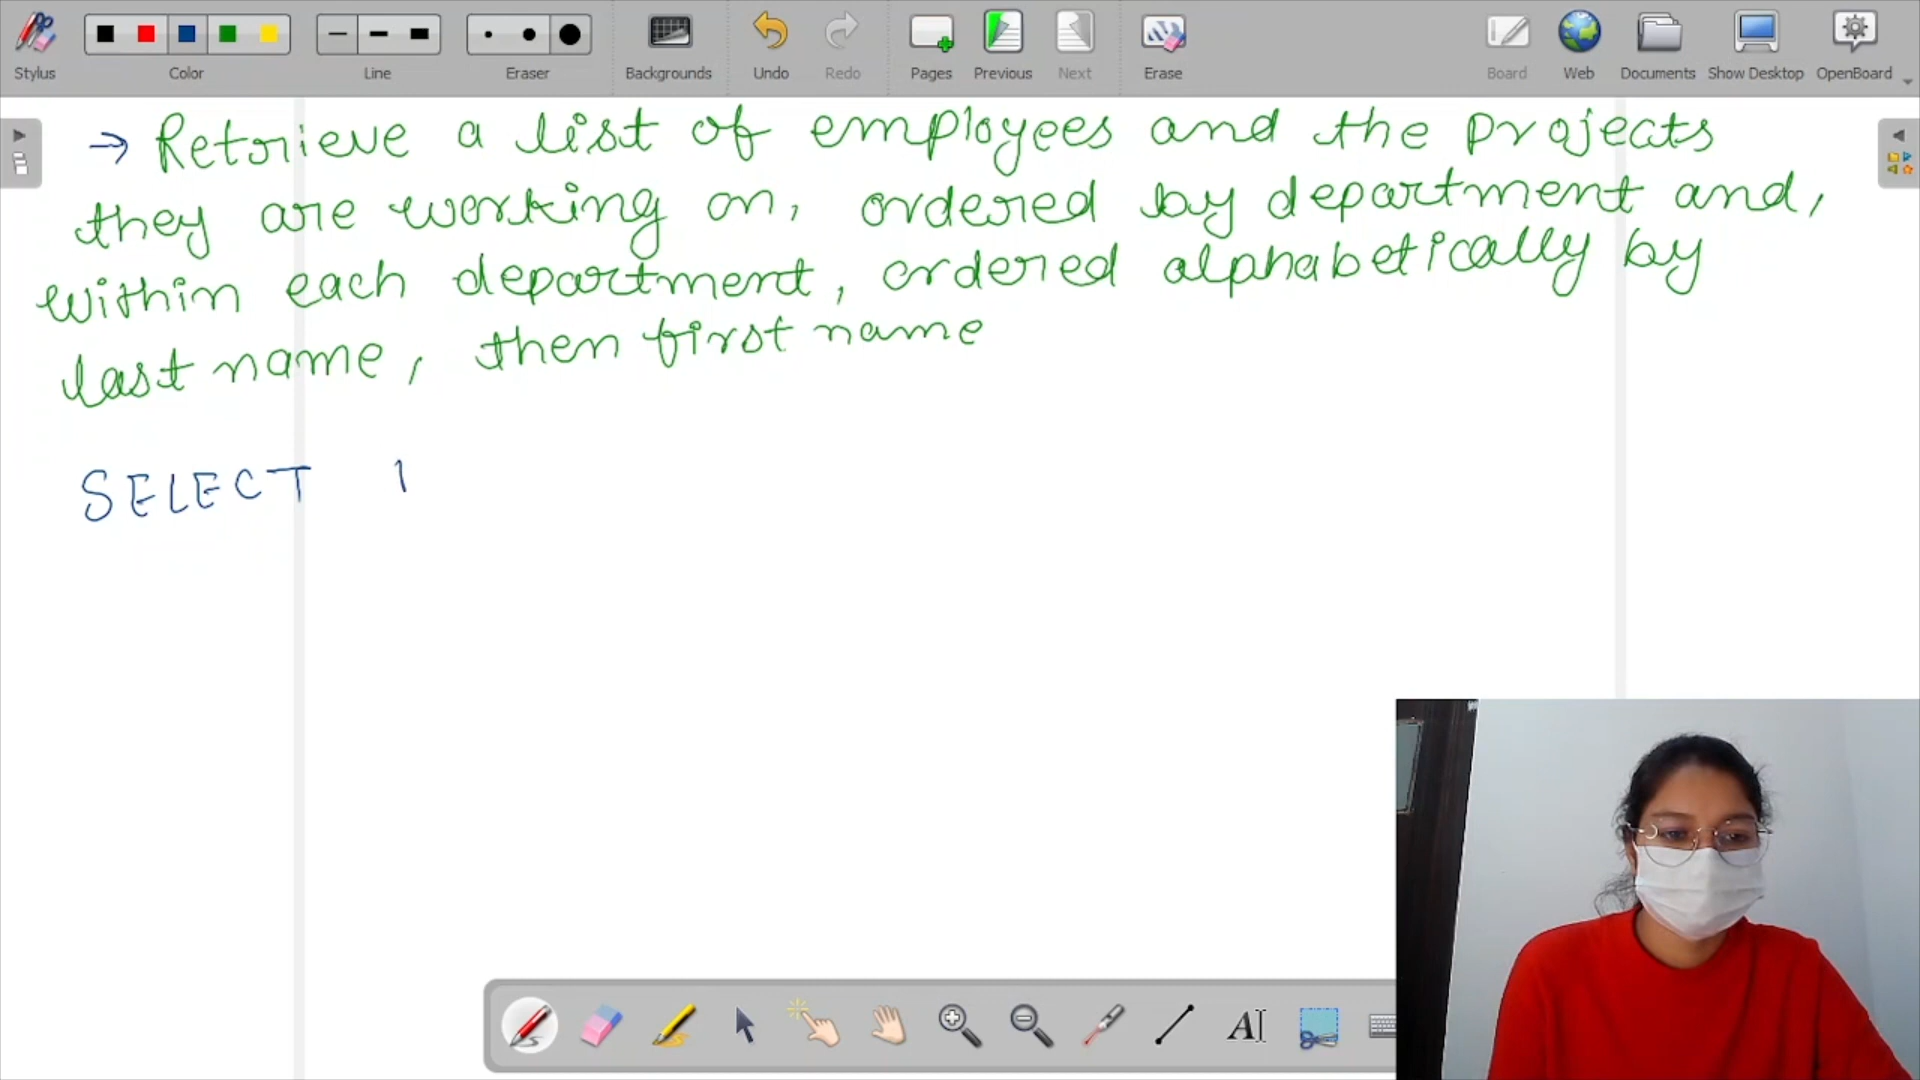 Stylus Color Line Eraser Backgrounds Undo Redo Pages Previous Next Erase Board Web Documents Show Desktop OpenBoard
→ Retrieve a list of employees and the projects
they are working on, ordered by department and,
within each department, ordered alphabetically by
last name, then first name
SELECT